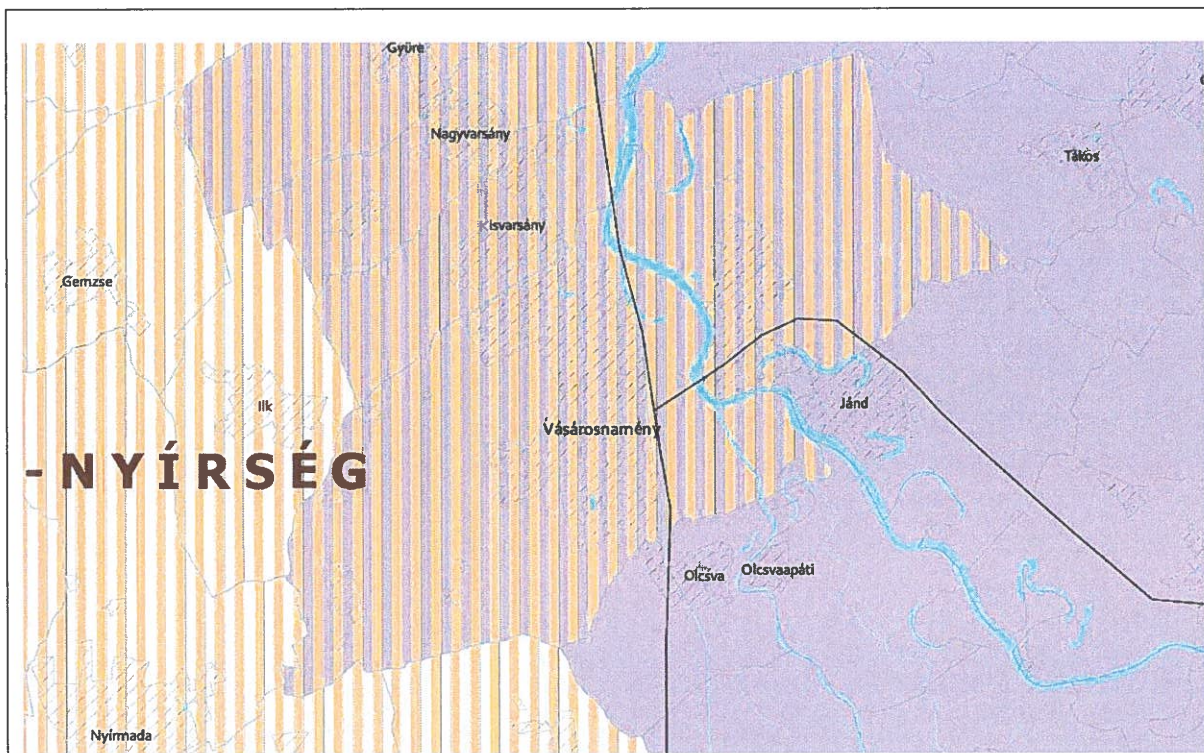 Gyüre
Nagyvarsány
Tákos
Kisvarsány
Gemzse
Ilk
Jánd
Vásárosnamény
-NYÍRSÉG
Olcsva
Olcsvaapáti
Nyírmada